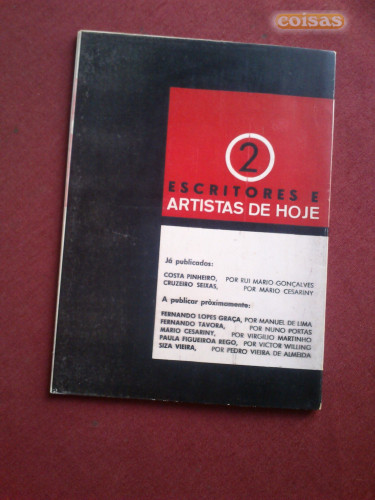 coisas
2
ESCRITORES E
ARTISTAS DE HOJE
Já publicados:
COSTA PINHEIRO, POR RUI MARIO GONÇALVES
CRUZEIRO SEIXAS, POR MARIO CESARINY
A publicar próximamente:
FERNANDO LOPES GRAÇA, POR MANUEL DE LIMA
FERNANDO TAVORA, POR NUNO PORTAS
MÁRIO CESARINY, POR VIRGILIO MARTINHO
PAULA FIGUEIROA REGO, POR VICTOR WILLING
SIZA VIEIRA, POR PEDRO VIEIRA DE ALMEIDA